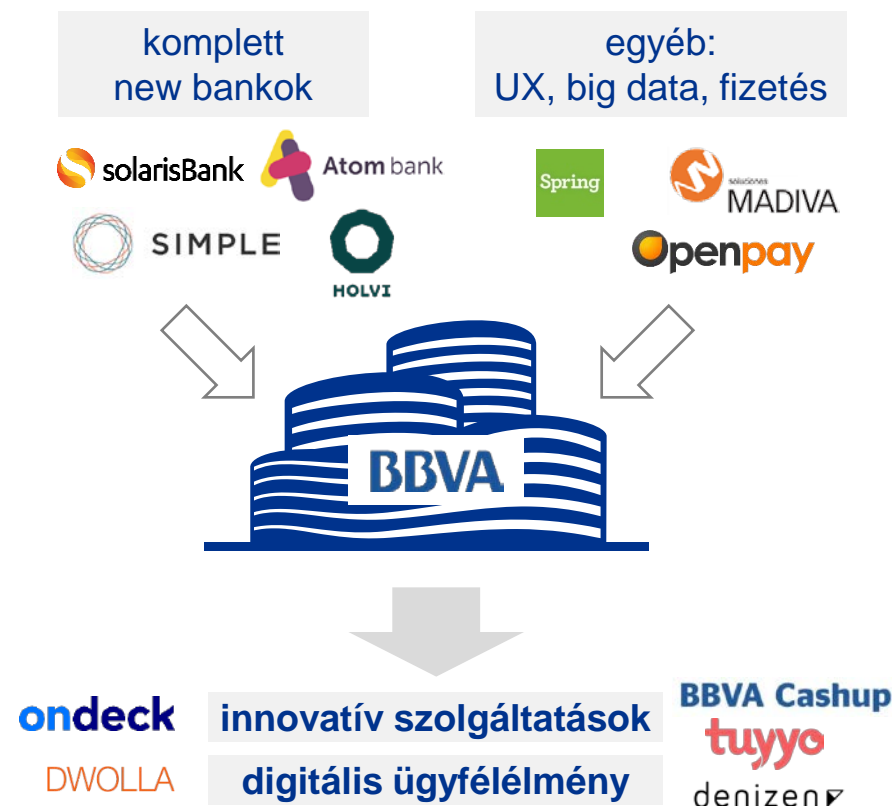 komplett
new bankok
egyéb:
UX, big data, fizetés
solarisBank
Atom bank
SIMPLE
HOLVI
Spring
soluciones
MADIVA
Openpay
BBVA
ondeck
DWOLLA
innovatív szolgáltatások
digitális ügyfélélmény
BBVA Cashup
tuyyo
denizen